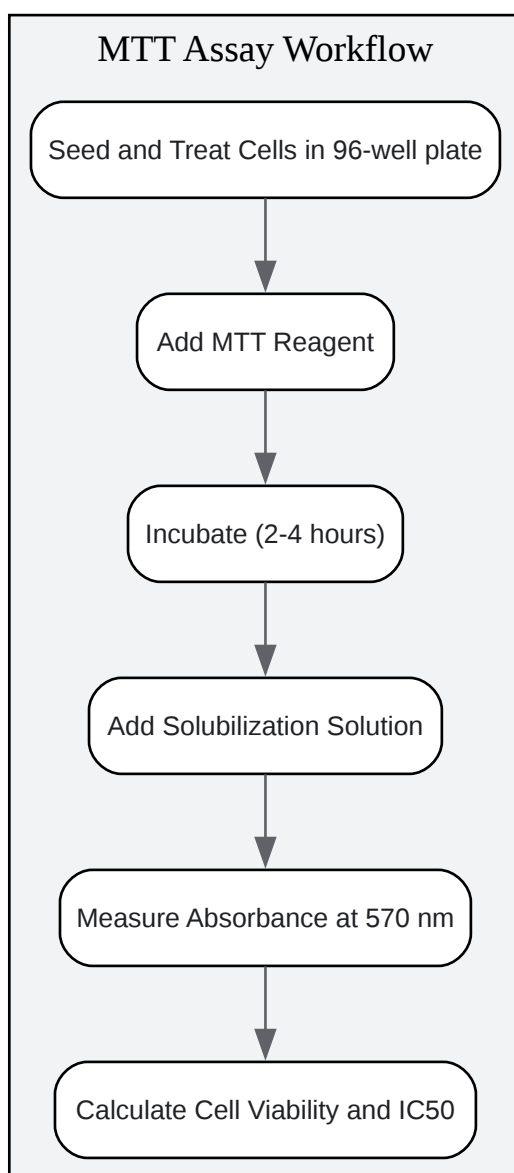 MTT Assay Workflow
Seed and Treat Cells in 96-well plate
Add MTT Reagent
Incubate (2-4 hours)
Add Solubilization Solution
Measure Absorbance at 570 nm
Calculate Cell Viability and IC50